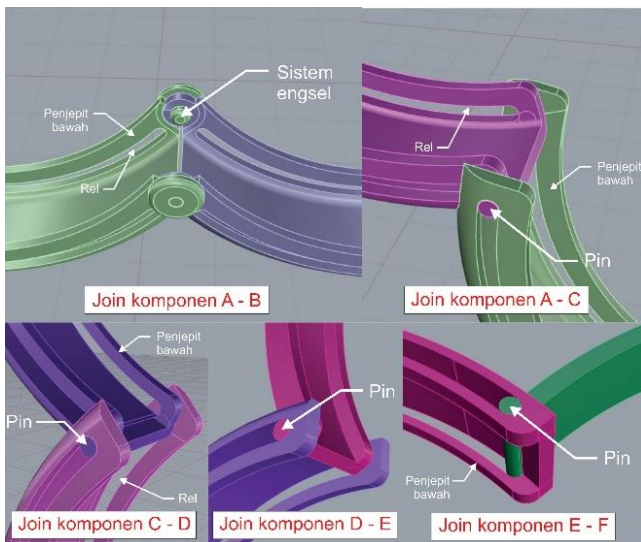 Sistem
engsel
Penjepit
bawah
Rel
Join komponen A - B
Rel
Penjepit
bawah
Pin
Join komponen A - C
Penjepit
bawah
Pin
Rel
Join komponen C - D
Pin
Join komponen D - E
Pin
Penjepit
bawah
Join komponen E - F